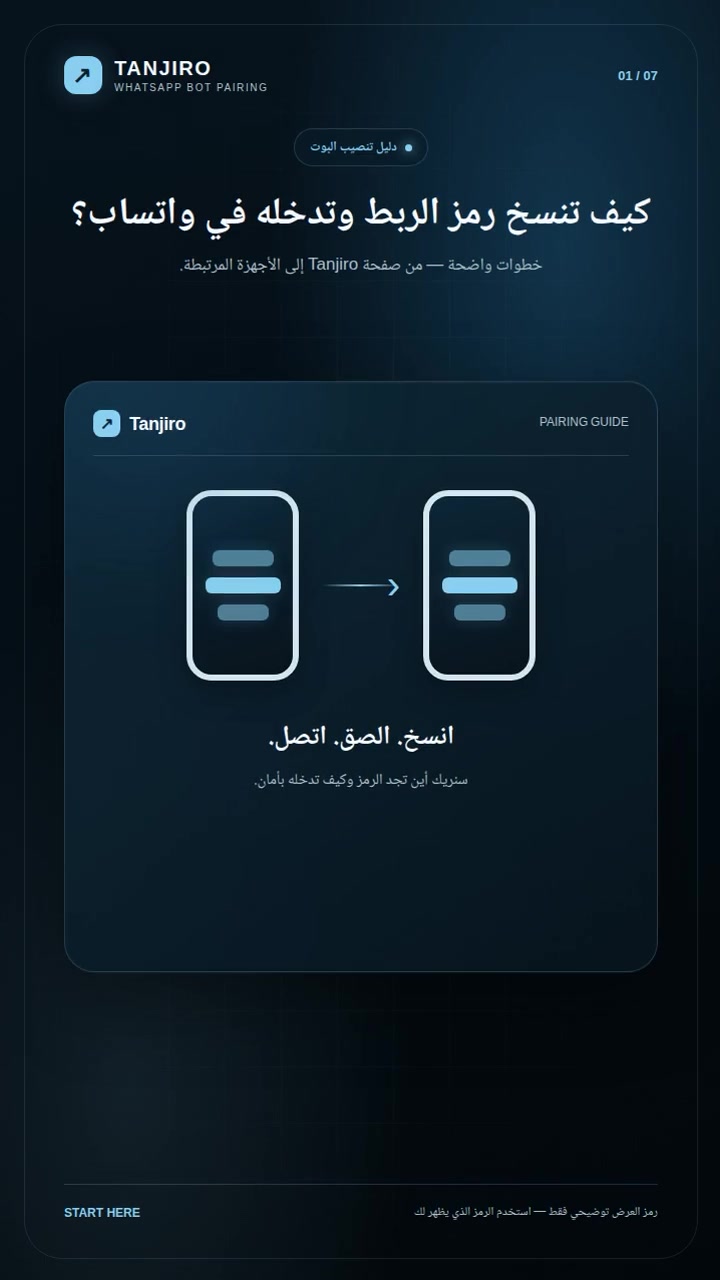 TANJIRO
WHATSAPP BOT PAIRING
01 / 07
دليل تنصيب البوت
كيف تنسخ رمز الربط وتدخله في واتساب؟
خطوات واضحة — من صفحة Tanjiro إلى الأجهزة المرتبطة.
Tanjiro
PAIRING GUIDE
انسخ. الصق. اتصل.
سنريك أين تجد الرمز وكيف تدخله بأمان.
START HERE
رمز العرض توضيحي فقط — استخدم الرمز الذي يظهر لك